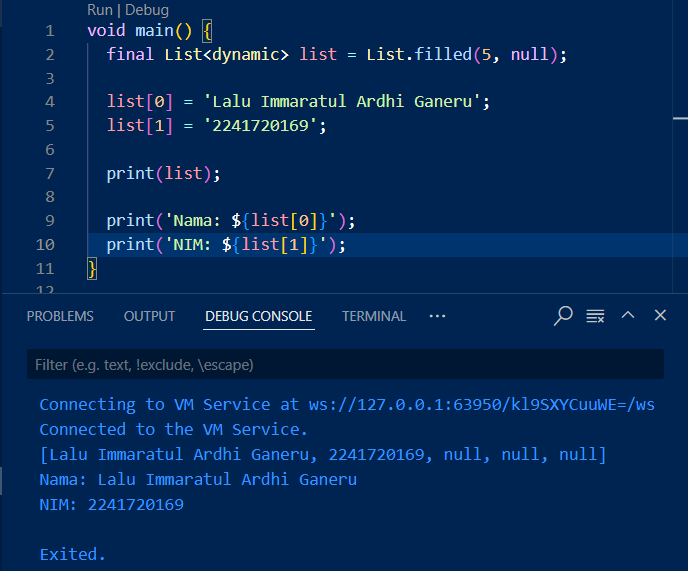 Run | Debug
1 void main() {
2 final List<dynamic> list = List.filled(5, null);
3
4 list[0] = 'Lalu Immaratul Ardhi Ganeru';
5 list[1] = '2241720169';
6
7 print(list);
8
9 print('Nama: ${list[0]}');
10 print('NIM: ${list[1]}');
11 }
12
PROBLEMS OUTPUT DEBUG CONSOLE TERMINAL ···
Filter (e.g. text, !exclude, \escape)
Connecting to VM Service at ws://127.0.0.1:63950/kl9SXYCuuWE=/ws
Connected to the VM Service.
[Lalu Immaratul Ardhi Ganeru, 2241720169, null, null, null]
Nama: Lalu Immaratul Ardhi Ganeru
NIM: 2241720169
Exited.